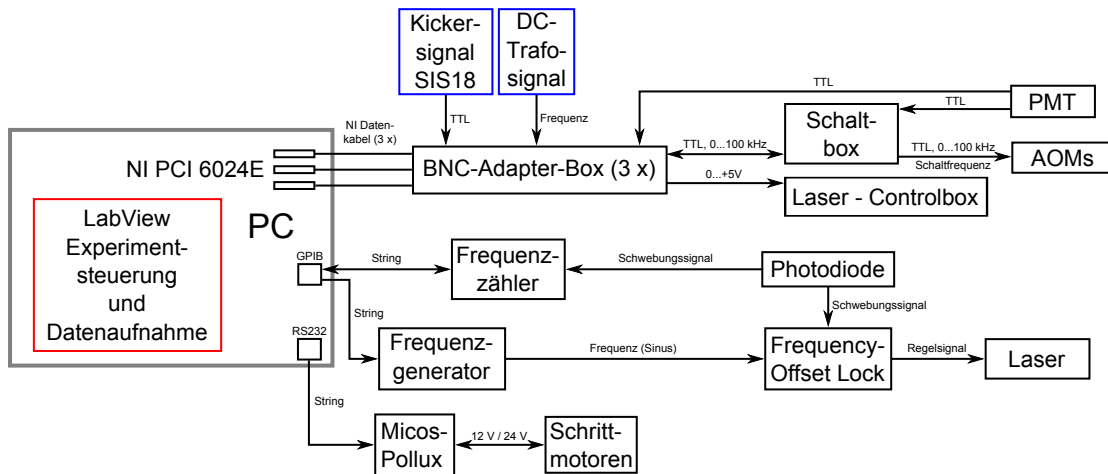 Kicker-
signal
SIS18
DC-
Trafo-
signal
TTL
Frequenz
TTL
TTL
PMT
Schalt-
box
NI Daten-
kabel (3 x)
NI PCI 6024E
BNC-Adapter-Box (3 x)
TTL, 0...100 kHz
TTL, 0...100 kHz
Schaltfrequenz
AOMs
0...+5V
Laser - Controlbox
LabView
Experiment-
steuerung
und
Datenaufnahme
PC
GPIB
String
Frequenz-
zähler
Schwebungssignal
Photodiode
Schwebungssignal
String
RS232
Frequenz-
generator
Frequenz (Sinus)
Frequency-
Offset Lock
Regelsignal
Laser
String
Micos-
Pollux
12 V / 24 V
Schritt-
motoren